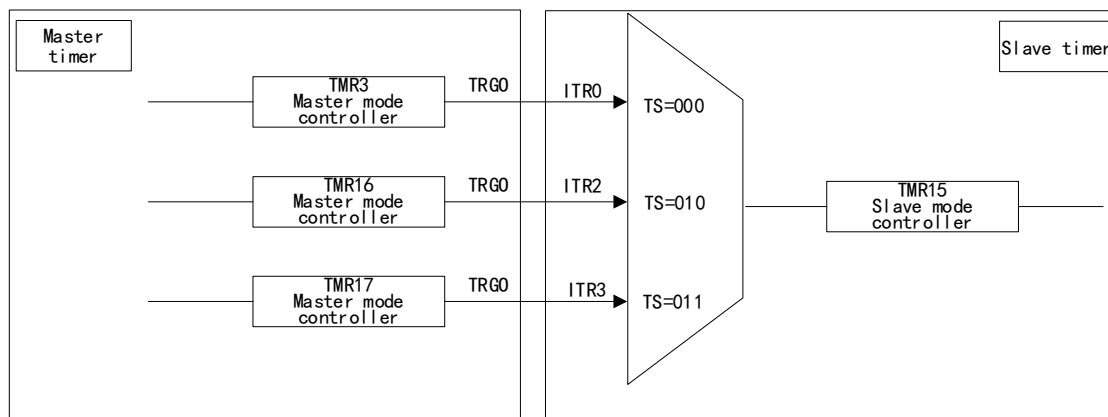 Master
timer
Slave timer
TMR3
Master mode
controller
TRGO
ITR0
TS=000
TMR16
Master mode
controller
TRGO
ITR2
TS=010
TMR15
Slave mode
controller
TMR17
Master mode
controller
TRGO
ITR3
TS=011